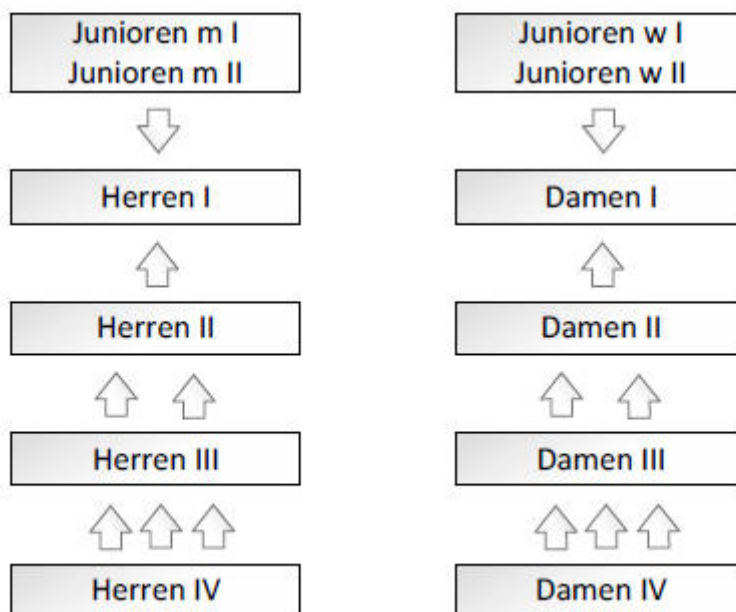 Junioren m I
Junioren m II
Herren I
Herren II
Herren III
Herren IV
Junioren w I
Junioren w II
Damen I
Damen II
Damen III
Damen IV